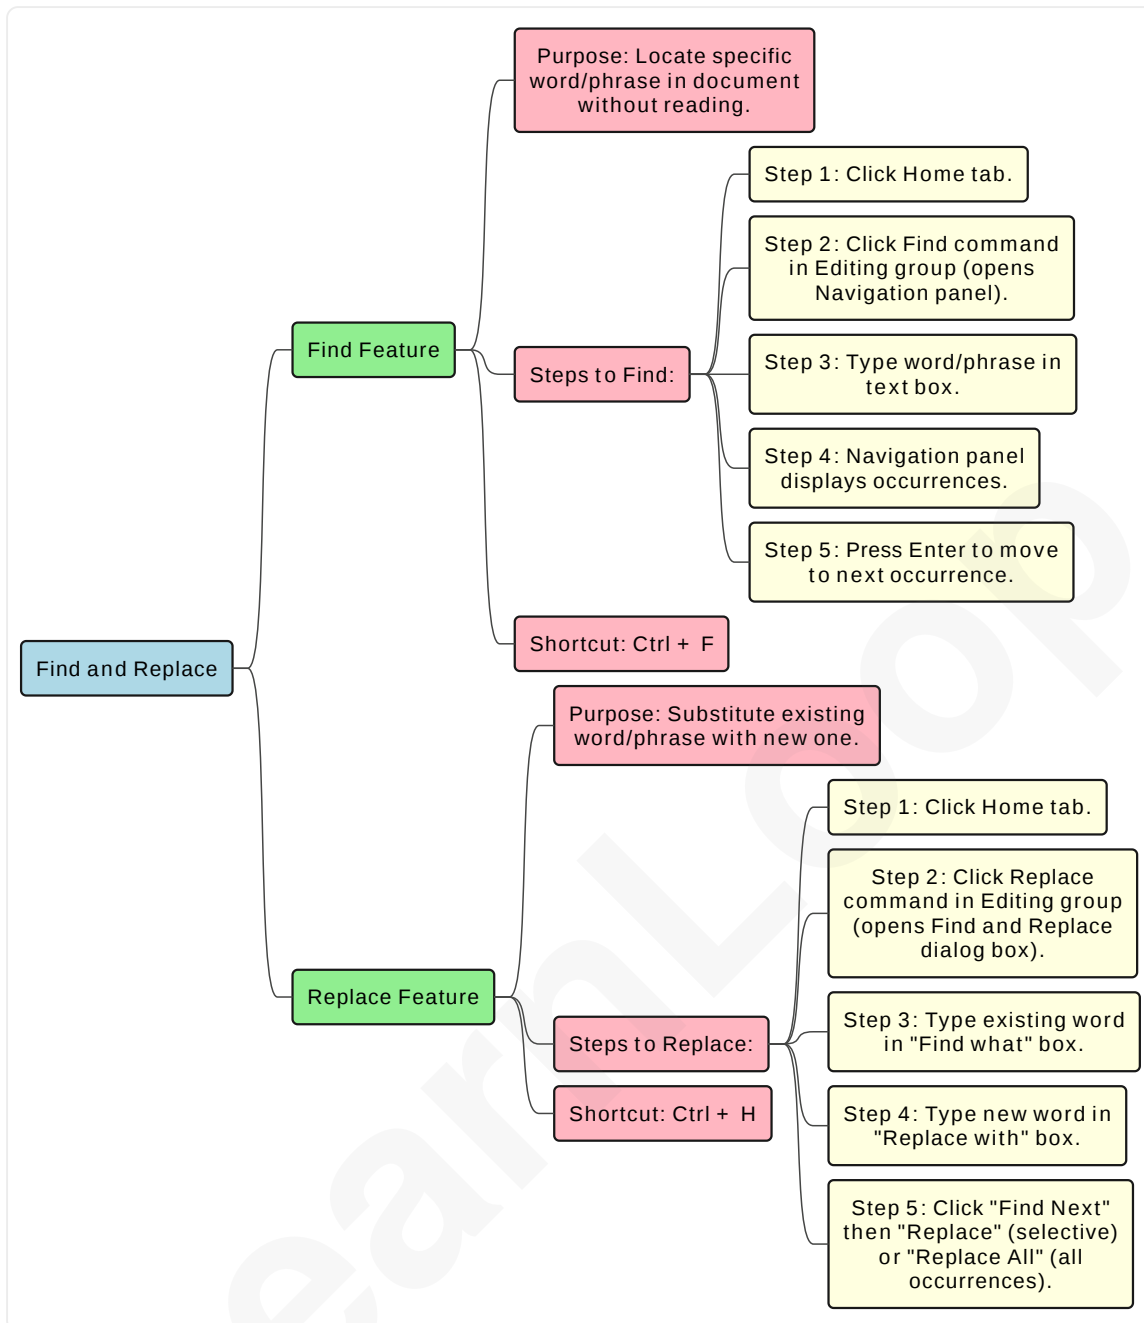 Purpose: Locate specific
word/phrase in document
without reading.
Step 1: Click Home tab.
Step 2: Click Find command
in Editing group (opens
Navigation panel).
Find Feature
Steps to Find:
Step 3: Type word/phrase in
text box.
Step 4: Navigation panel
displays occurrences.
Step 5: Press Enter to move
to next occurrence.
Shortcut: Ctrl + F
Find and Replace
Purpose: Substitute existing
word/phrase with new one.
Step 1: Click Home tab.
Step 2: Click Replace
command in Editing group
(opens Find and Replace
dialog box).
Replace Feature
Steps to Replace:
Step 3: Type existing word
in "Find what" box.
Shortcut: Ctrl + H
Step 4: Type new word in
"Replace with" box.
Step 5: Click "Find Next"
then "Replace" (selective)
or "Replace All" (all
occurrences).
earnLoop